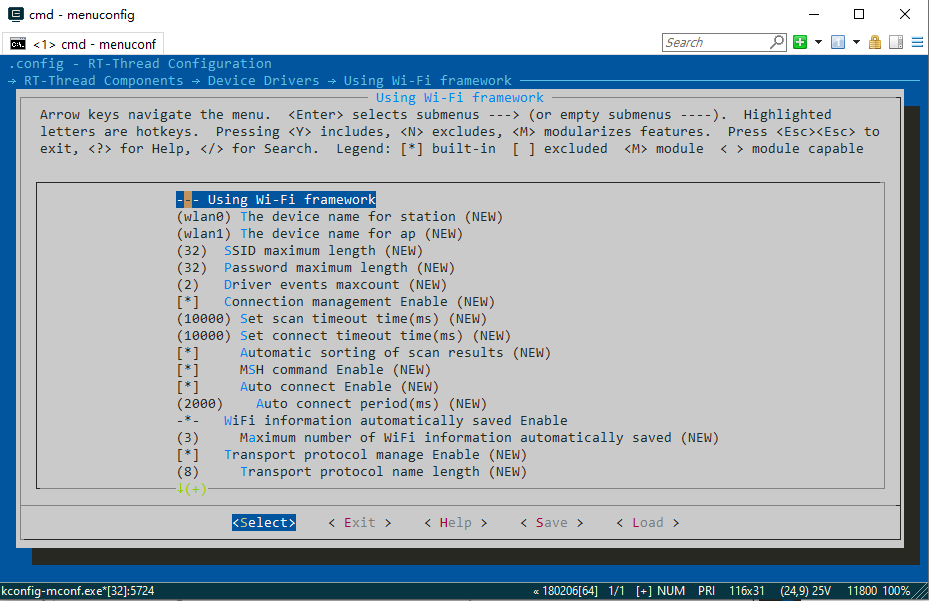 cmd - menuconfig
<1> cmd - menuconf
Search
.config - RT-Thread Configuration
→ RT-Thread Components → Device Drivers → Using Wi-Fi framework
Using Wi-Fi framework
Arrow keys navigate the menu.  <Enter> selects submenus ---> (or empty submenus ----).  Highlighted
letters are hotkeys.  Pressing <Y> includes, <N> excludes, <M> modularizes features.  Press <Esc><Esc> to
exit, <?> for Help, </> for Search.  Legend: [*] built-in  [ ] excluded  <M> module  < > module capable
--- Using Wi-Fi framework
(wlan0) The device name for station (NEW)
(wlan1) The device name for ap (NEW)
(32)  SSID maximum length (NEW)
(32)  Password maximum length (NEW)
(2)   Driver events maxcount (NEW)
[*]   Connection management Enable (NEW)
(10000) Set scan timeout time(ms) (NEW)
(10000) Set connect timeout time(ms) (NEW)
[*]     Automatic sorting of scan results (NEW)
[*]     MSH command Enable (NEW)
[*]     Auto connect Enable (NEW)
(2000)    Auto connect period(ms) (NEW)
-*-   WiFi information automatically saved Enable
(3)     Maximum number of WiFi information automatically saved (NEW)
[*]   Transport protocol manage Enable (NEW)
(8)     Transport protocol name length (NEW)
↓(+)
<Select>    < Exit >    < Help >    < Save >    < Load >
kconfig-mconf.exe*[32]:5724    « 180206[64]  1/1  [+] NUM  PRI  116x31  (24,9) 25V  11800 100%